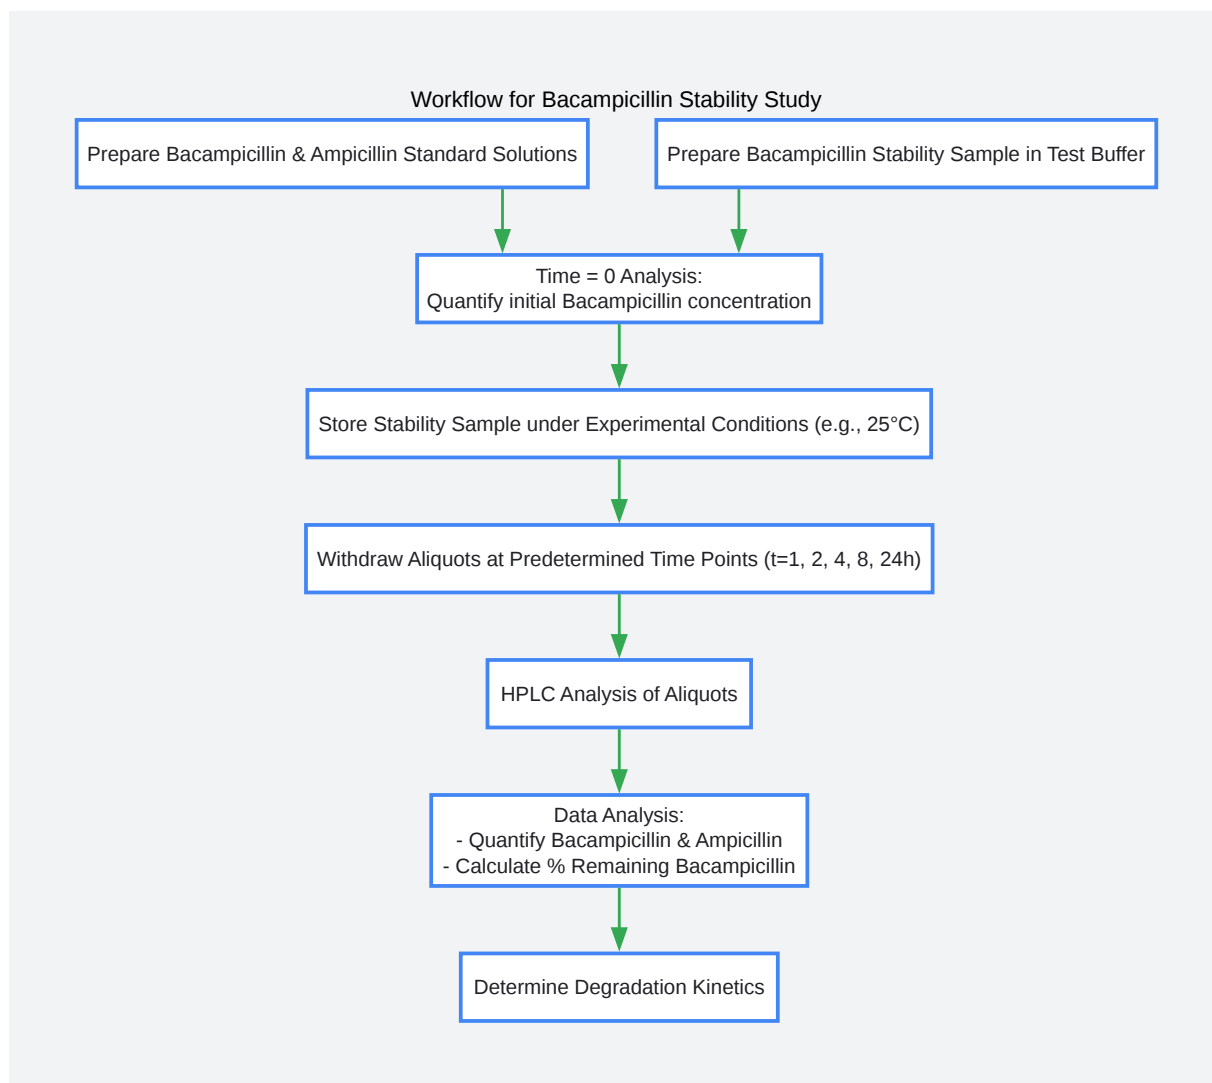 Workflow for Bacampicillin Stability Study
Prepare Bacampicillin & Ampicillin Standard Solutions
Prepare Bacampicillin Stability Sample in Test Buffer
Time = 0 Analysis:
Quantify initial Bacampicillin concentration
Store Stability Sample under Experimental Conditions (e.g., 25°C)
Withdraw Aliquots at Predetermined Time Points (t=1, 2, 4, 8, 24h)
HPLC Analysis of Aliquots
Data Analysis:
- Quantify Bacampicillin & Ampicillin
- Calculate % Remaining Bacampicillin
Determine Degradation Kinetics